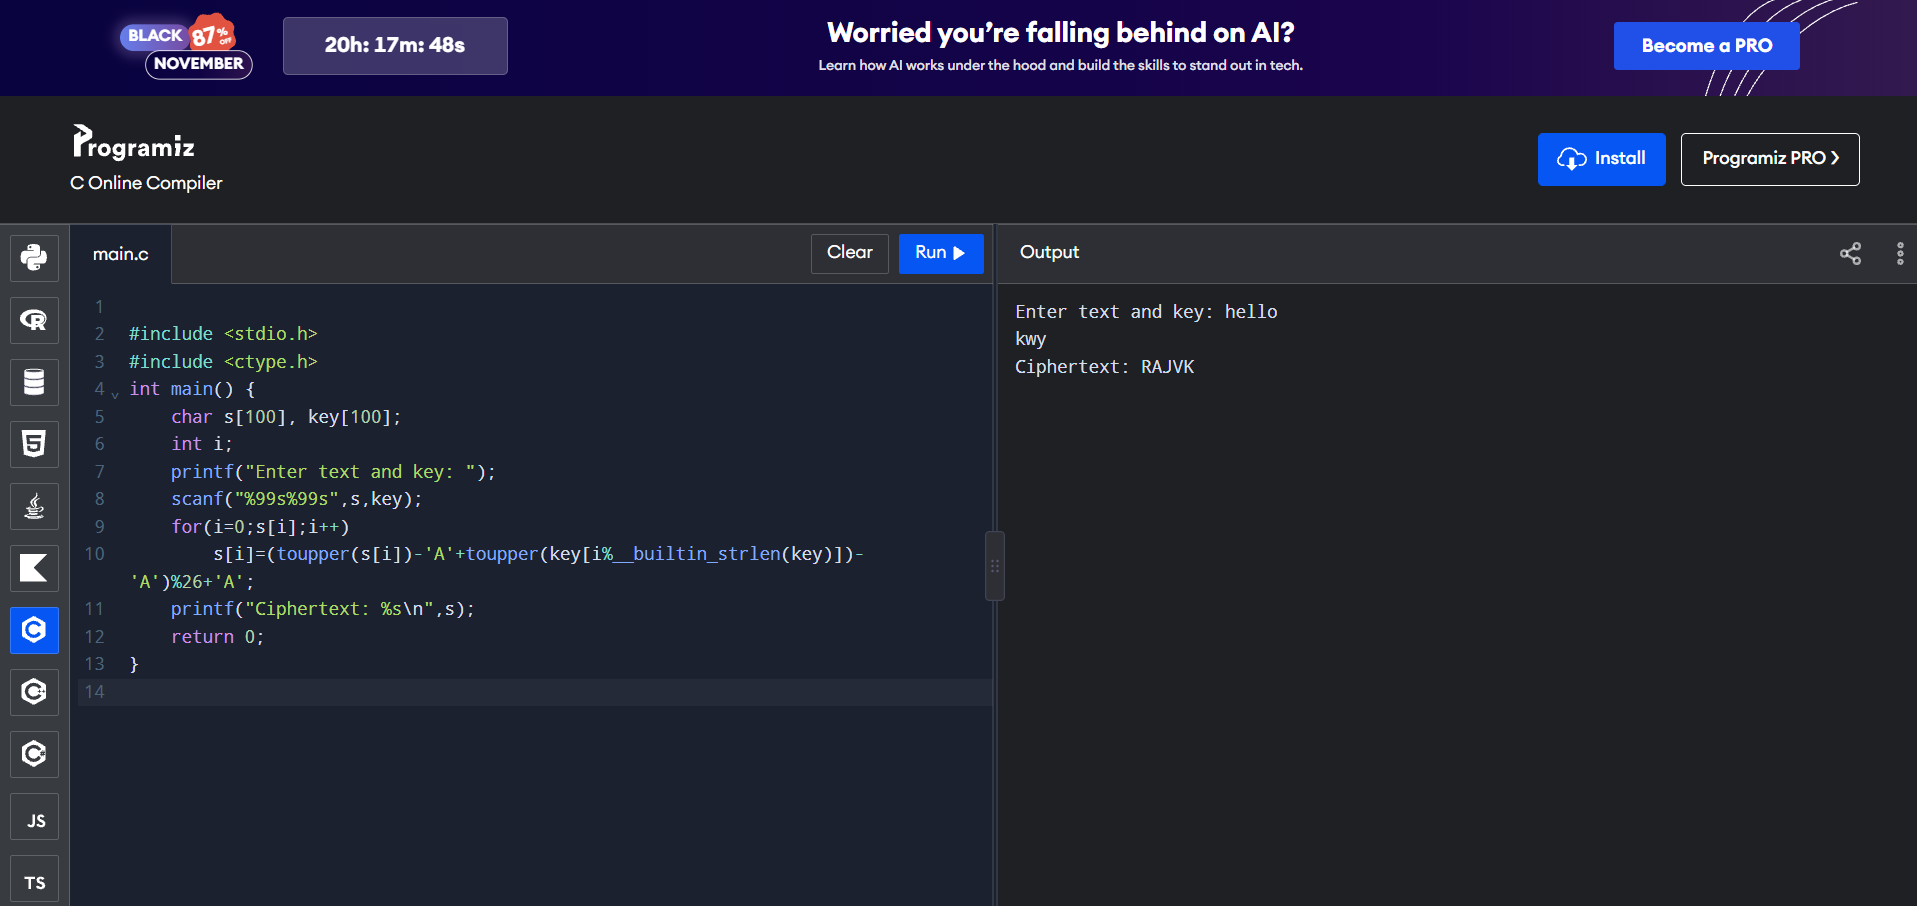 BLACK
87%
OFF
NOVEMBER
20h: 17m: 48s
Worried you’re falling behind on AI?
Learn how AI works under the hood and build the skills to stand out in tech.
Become a PRO
Programiz
C Online Compiler
Install
Programiz PRO ❯
main.c
Clear
Run
Output
1
2 #include <stdio.h>
3 #include <ctype.h>
4 int main() {
5 char s[100], key[100];
6 int i;
7 printf("Enter text and key: ");
8 scanf("%99s%99s",s,key);
9 for(i=0;s[i];i++)
10 s[i]=(toupper(s[i])-'A'+toupper(key[i%__builtin_strlen(key)])-
'A')%26+'A';
11 printf("Ciphertext: %s\n",s);
12 return 0;
13 }
14
Enter text and key: hello
kwy
Ciphertext: RAJVK
R
5
C
C++
C#
JS
TS